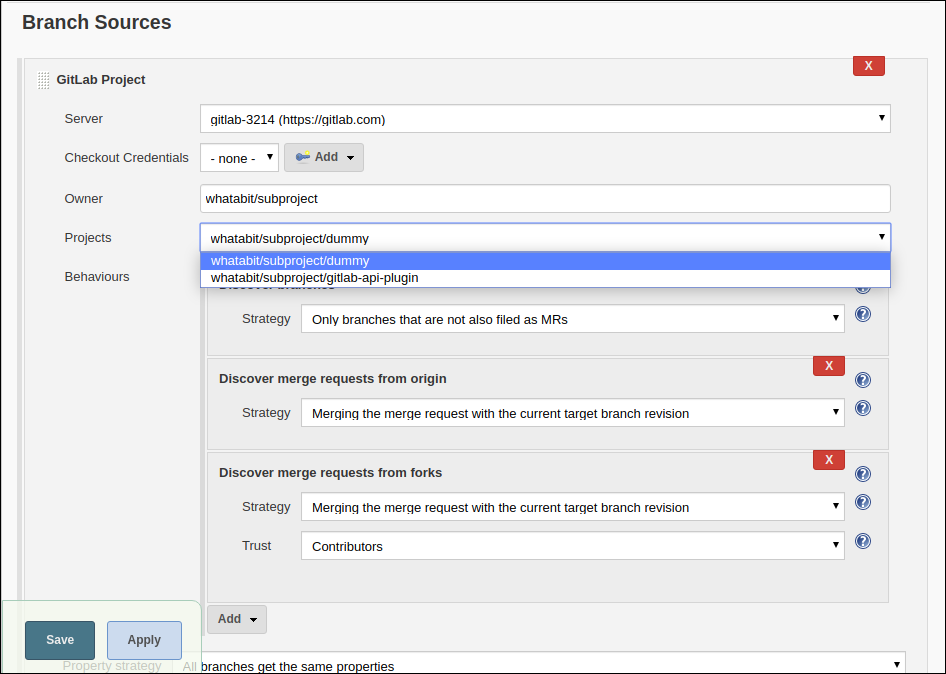 Branch Sources
X
GitLab Project
Server
gitlab-3214 (https://gitlab.com)
Checkout Credentials
- none -
Add
Owner
whatabit/subproject
Projects
whatabit/subproject/dummy
whatabit/subproject/dummy
whatabit/subproject/gitlab-api-plugin
Behaviours
Discover branches
Strategy
Only branches that are not also filed as MRs
X
Discover merge requests from origin
Strategy
Merging the merge request with the current target branch revision
X
Discover merge requests from forks
Strategy
Merging the merge request with the current target branch revision
Trust
Contributors
Add
Save
Apply
Property strategy
All branches get the same properties